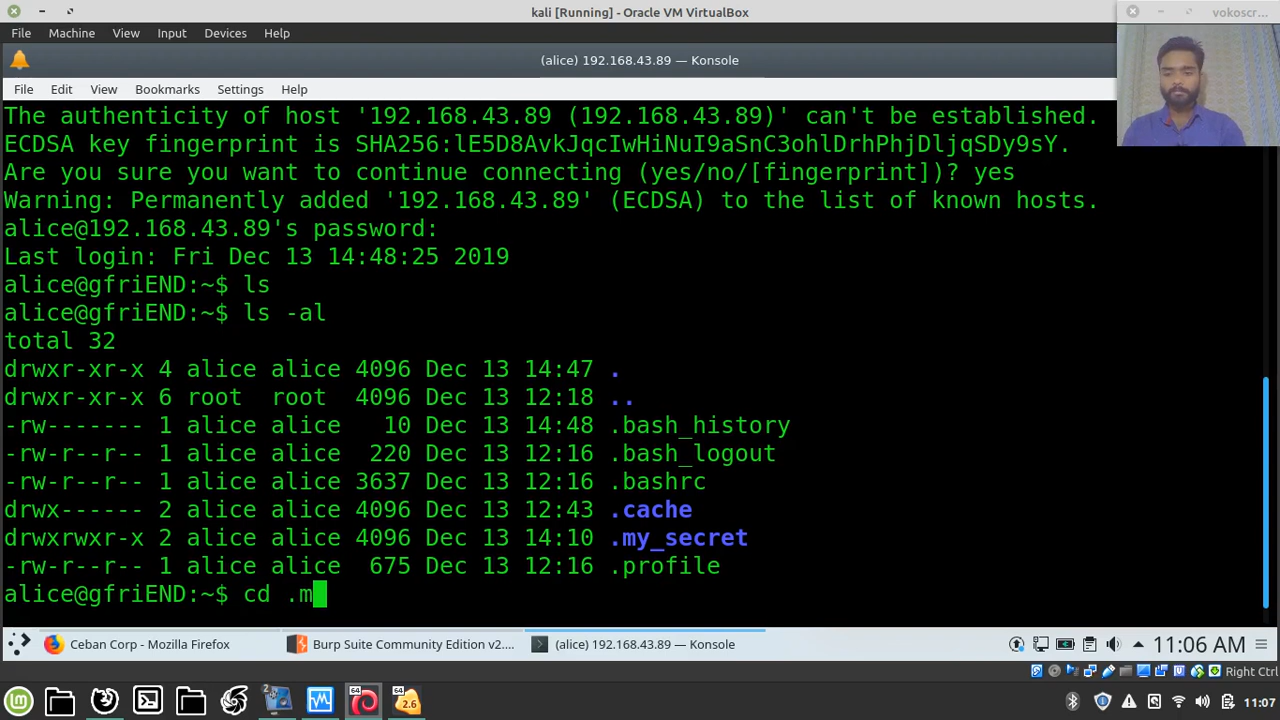 kali [Running] - Oracle VM VirtualBox
vokoscr...
File Machine View Input Devices Help
(alice) 192.168.43.89 — Konsole
File Edit View Bookmarks Settings Help
The authenticity of host '192.168.43.89 (192.168.43.89)' can't be established.
ECDSA key fingerprint is SHA256:lE5D8AvkJqcIwHiNuI9aSnC3ohlDrhPhjDljqSDy9sY.
Are you sure you want to continue connecting (yes/no/[fingerprint])? yes
Warning: Permanently added '192.168.43.89' (ECDSA) to the list of known hosts.
alice@192.168.43.89's password:
Last login: Fri Dec 13 14:48:25 2019
alice@gfriEND:~$ ls
alice@gfriEND:~$ ls -al
total 32
drwxr-xr-x 4 alice alice 4096 Dec 13 14:47 .
drwxr-xr-x 6 root root 4096 Dec 13 12:18 ..
-rw------- 1 alice alice 10 Dec 13 14:48 .bash_history
-rw-r--r-- 1 alice alice 220 Dec 13 12:16 .bash_logout
-rw-r--r-- 1 alice alice 3637 Dec 13 12:16 .bashrc
drwx------ 2 alice alice 4096 Dec 13 12:43 .cache
drwxrwxr-x 2 alice alice 4096 Dec 13 14:10 .my_secret
-rw-r--r-- 1 alice alice 675 Dec 13 12:16 .profile
alice@gfriEND:~$ cd .m
Ceban Corp - Mozilla Firefox
Burp Suite Community Edition v2....
(alice) 192.168.43.89 — Konsole
11:06 AM
Right Ctrl
2
64
64
2.6
11:07